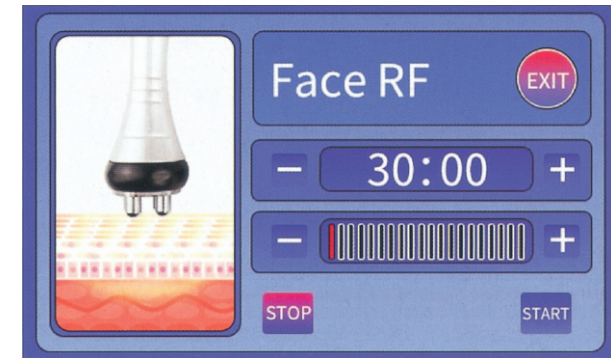 Face RF
EXIT
− 30:00 +
− +
STOP
START